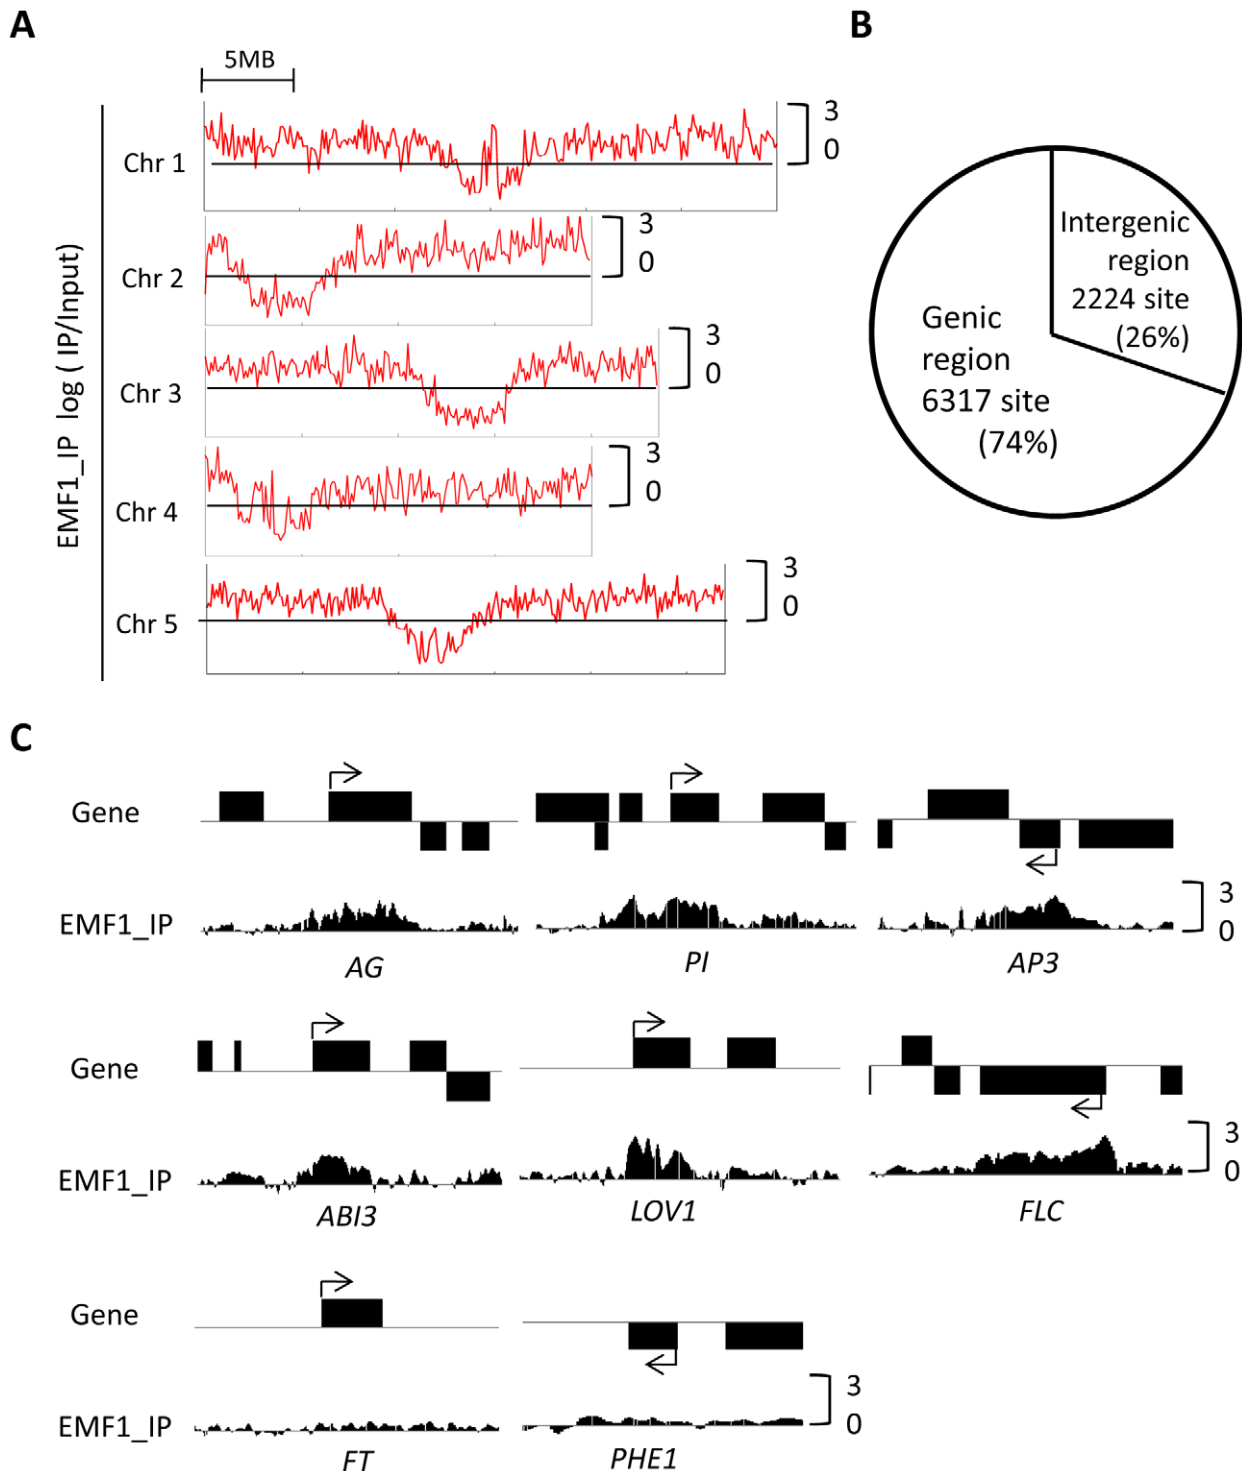 A
B
5MB
EMF1_IP log ( IP/Input)
Chr 1
3
0
Chr 2
3
0
Chr 3
3
0
Chr 4
3
0
Chr 5
3
0
Intergenic
region
2224 site
(26%)
Genic
region
6317 site
(74%)
C
Gene
EMF1_IP
3
0
AG
PI
AP3
Gene
EMF1_IP
3
0
ABI3
LOV1
FLC
Gene
EMF1_IP
3
0
FT
PHE1